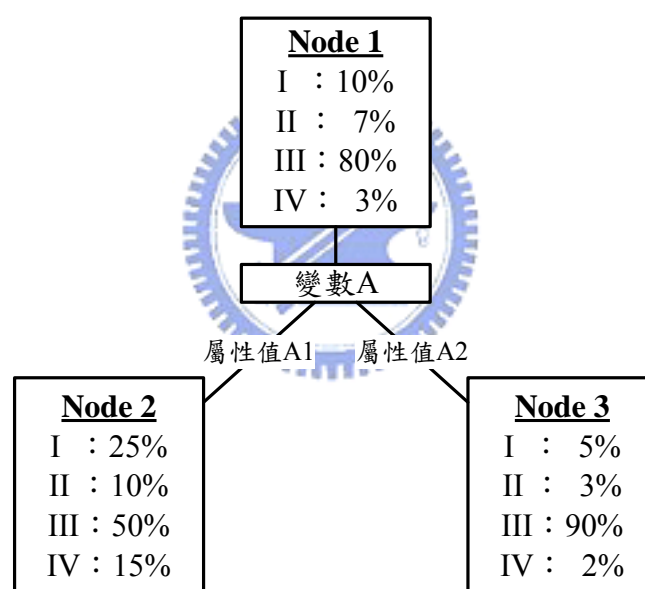 Node 1
I ：10%
II ： 7%
III：80%
IV： 3%
變數A
屬性值A1 屬性值A2
Node 2
I ：25%
II ：10%
III：50%
IV：15%
Node 3
I ： 5%
II ： 3%
III：90%
IV： 2%